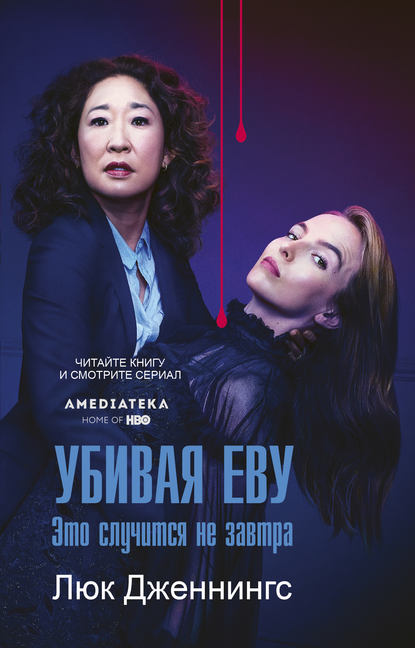 ЧИТАЙТЕ КНИГУ
И СМОТРИТЕ СЕРИАЛ
AMEDIATEKA
HOME OF HBO
УБИВАЯ ЕВУ
Это случится не завтра
Люк Дженнингс